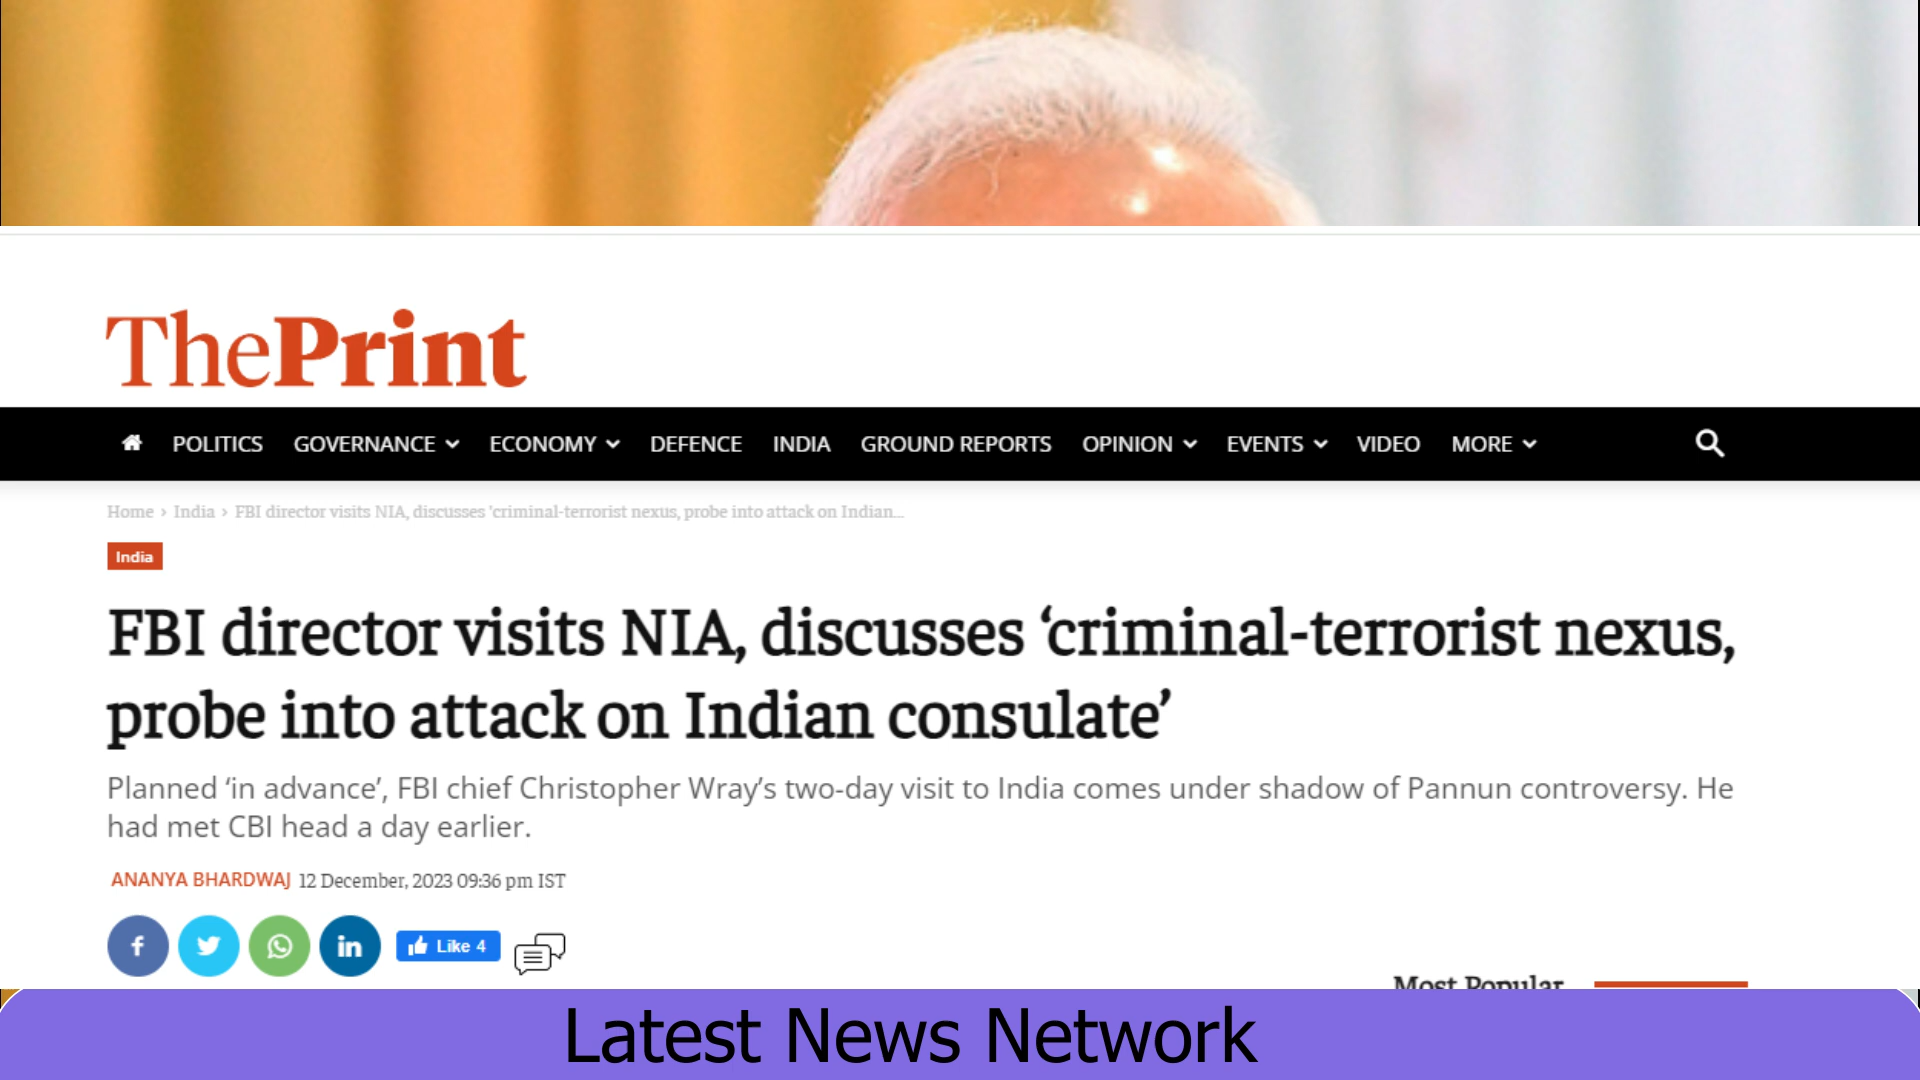 ThePrint
POLITICS GOVERNANCE ECONOMY DEFENCE INDIA GROUND REPORTS OPINION EVENTS VIDEO MORE
Home › India › FBI director visits NIA, discusses 'criminal-terrorist nexus, probe into attack on Indian...
India
FBI director visits NIA, discusses ‘criminal-terrorist nexus,
probe into attack on Indian consulate’
Planned ‘in advance’, FBI chief Christopher Wray’s two-day visit to India comes under shadow of Pannun controversy. He
had met CBI head a day earlier.
ANANYA BHARDWAJ 12 December, 2023 09:36 pm IST
f in Like 4
Most Popular
Latest News Network